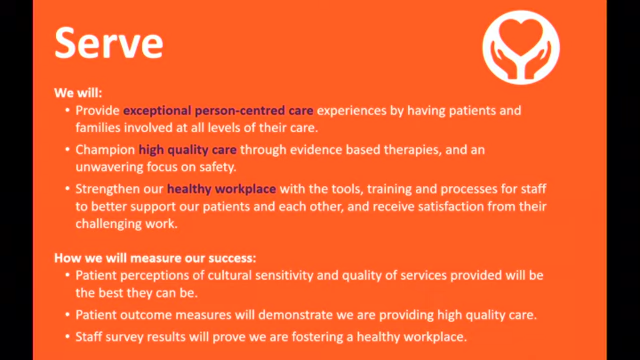 Serve
We will:
• Provide exceptional person-centred care experiences by having patients and
families involved at all levels of their care.
• Champion high quality care through evidence based therapies, and an
unwavering focus on safety.
• Strengthen our healthy workplace with the tools, training and processes for staff
to better support our patients and each other, and receive satisfaction from their
challenging work.
How we will measure our success:
• Patient perceptions of cultural sensitivity and quality of services provided will be
the best they can be.
• Patient outcome measures will demonstrate we are providing high quality care.
• Staff survey results will prove we are fostering a healthy workplace.